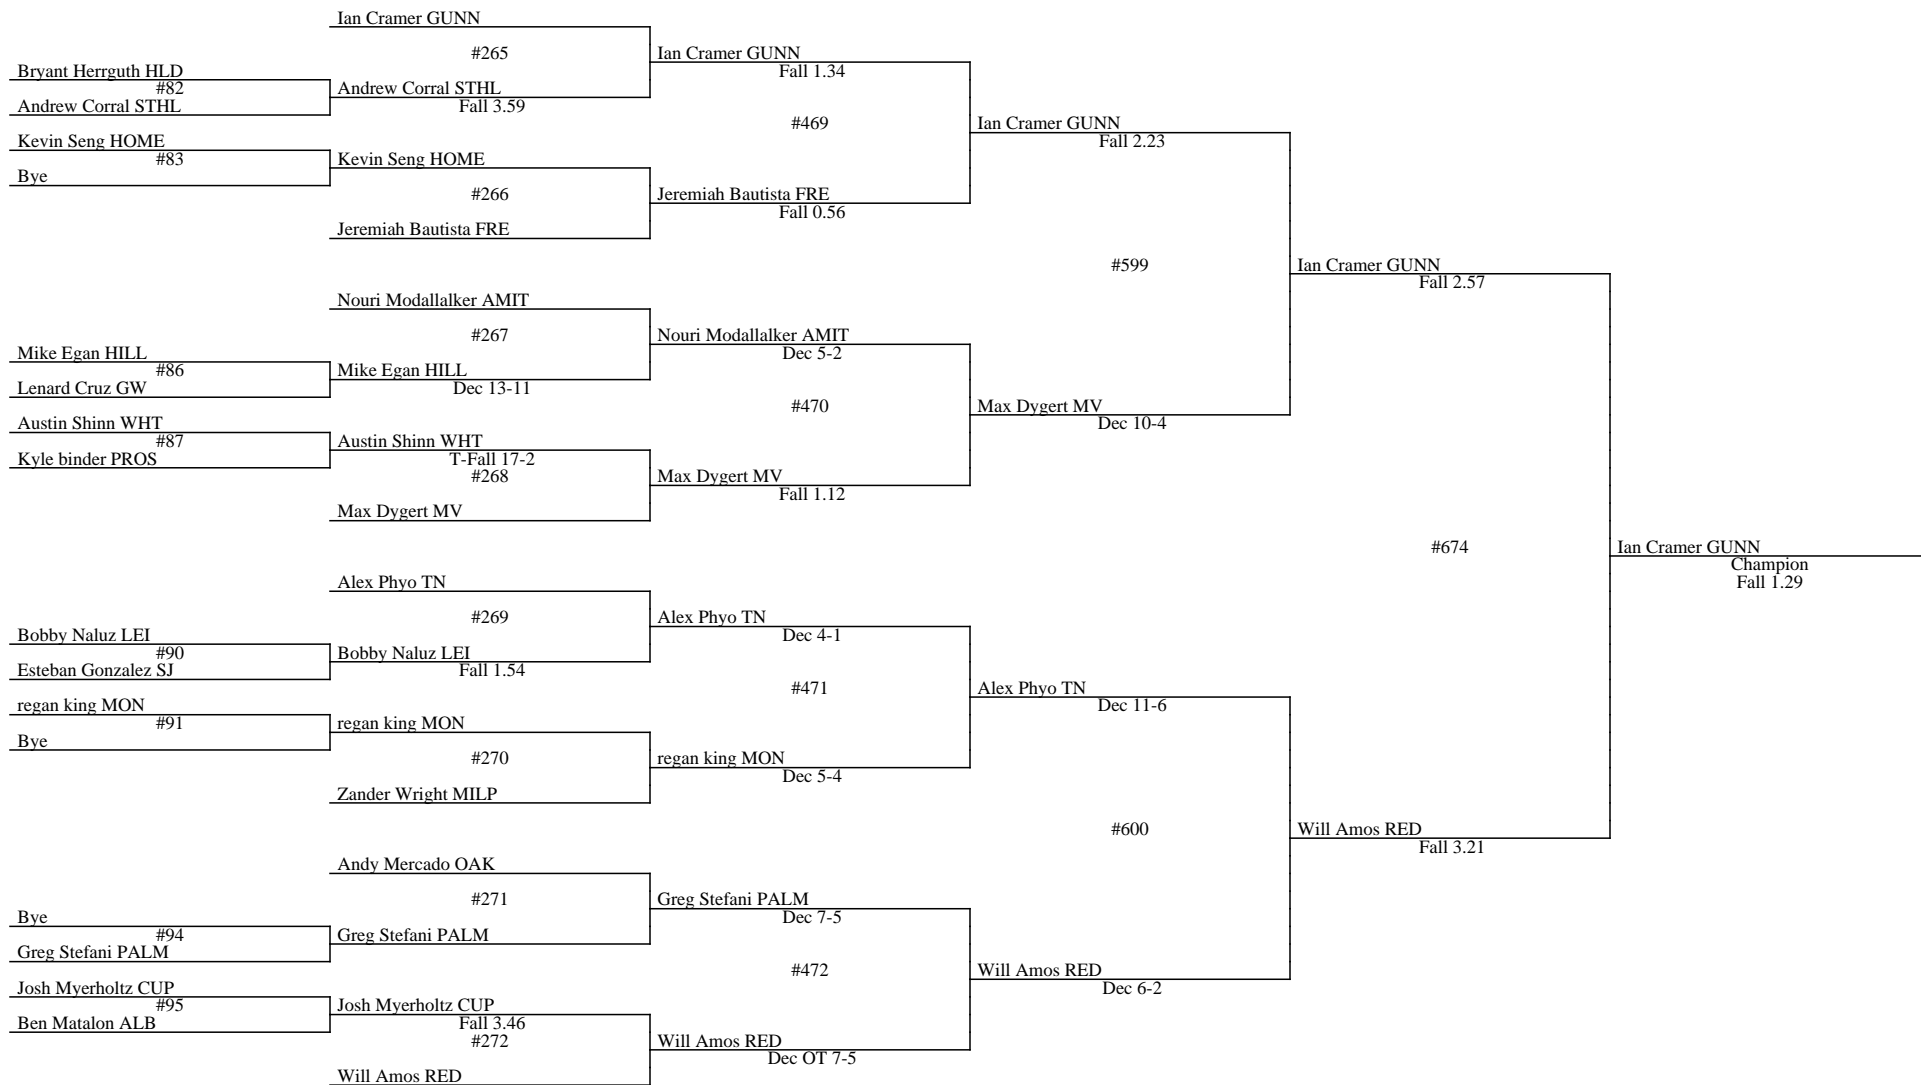 Ian Cramer GUNN
#265
Bryant Herrguth HLD
#82
Andrew Corral STHL
Andrew Corral STHL
Fall 3.59
Ian Cramer GUNN
Fall 1.34
Kevin Seng HOME
#83
Bye
Kevin Seng HOME
#266
Jeremiah Bautista FRE
Jeremiah Bautista FRE
Fall 0.56
#469
Ian Cramer GUNN
Fall 2.23
Nouri Modallalker AMIT
#267
Mike Egan HILL
#86
Lenard Cruz GW
Mike Egan HILL
Dec 13-11
Nouri Modallalker AMIT
Dec 5-2
Austin Shinn WHT
#87
Kyle binder PROS
Austin Shinn WHT
T-Fall 17-2
#268
Max Dygert MV
Max Dygert MV
Fall 1.12
#470
Max Dygert MV
Dec 10-4
#599
Ian Cramer GUNN
Fall 2.57
Alex Phyo TN
#269
Bobby Naluz LEI
#90
Esteban Gonzalez SJ
Bobby Naluz LEI
Fall 1.54
Alex Phyo TN
Dec 4-1
regan king MON
#91
Bye
regan king MON
#270
Zander Wright MILP
regan king MON
Dec 5-4
#471
Alex Phyo TN
Dec 11-6
Andy Mercado OAK
#271
Bye
#94
Greg Stefani PALM
Greg Stefani PALM
Greg Stefani PALM
Dec 7-5
Josh Myerholtz CUP
#95
Ben Matalon ALB
Josh Myerholtz CUP
Fall 3.46
#272
Will Amos RED
Will Amos RED
Dec OT 7-5
#472
Will Amos RED
Dec 6-2
#600
Will Amos RED
Fall 3.21
#674
Ian Cramer GUNN
Champion
Fall 1.29